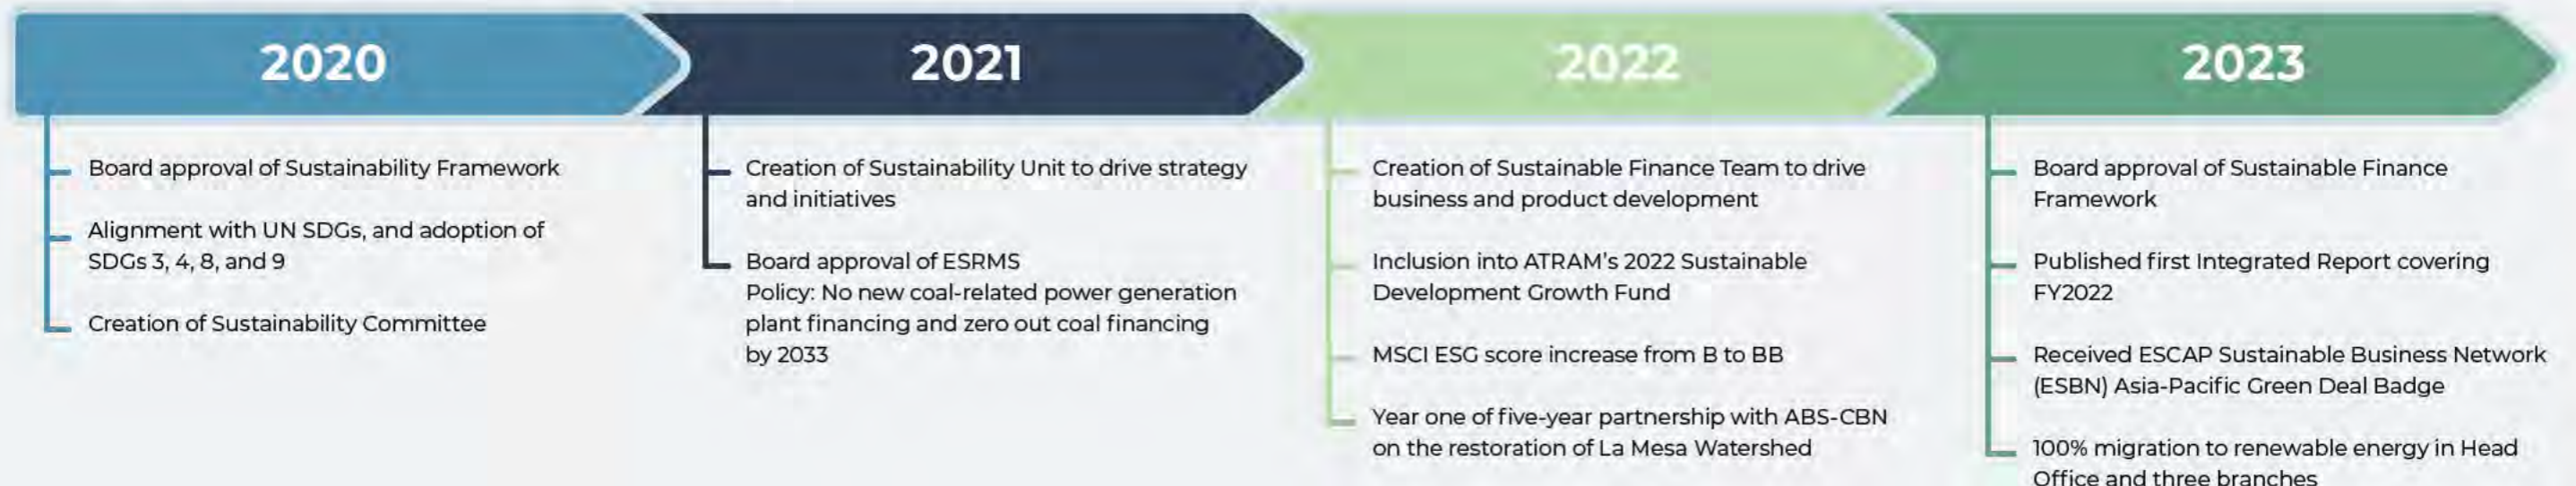 2020
Board approval of Sustainability Framework
Alignment with UN SDGs, and adoption of
SDGs 3, 4, 8, and 9
Creation of Sustainability Committee
2021
Creation of Sustainability Unit to drive strategy
and initiatives
Board approval of ESRMS
Policy: No new coal-related power generation
plant financing and zero out coal financing
by 2033
2022
Creation of Sustainable Finance Team to drive
business and product development
Inclusion into ATRAM's 2022 Sustainable
Development Growth Fund
MSCI ESG score increase from B to BB
Year one of five-year partnership with ABS-CBN
on the restoration of La Mesa Watershed
2023
Board approval of Sustainable Finance
Framework
Published first Integrated Report covering
FY2022
Received ESCAP Sustainable Business Network
(ESBN) Asia-Pacific Green Deal Badge
100% migration to renewable energy in Head
Office and three branches